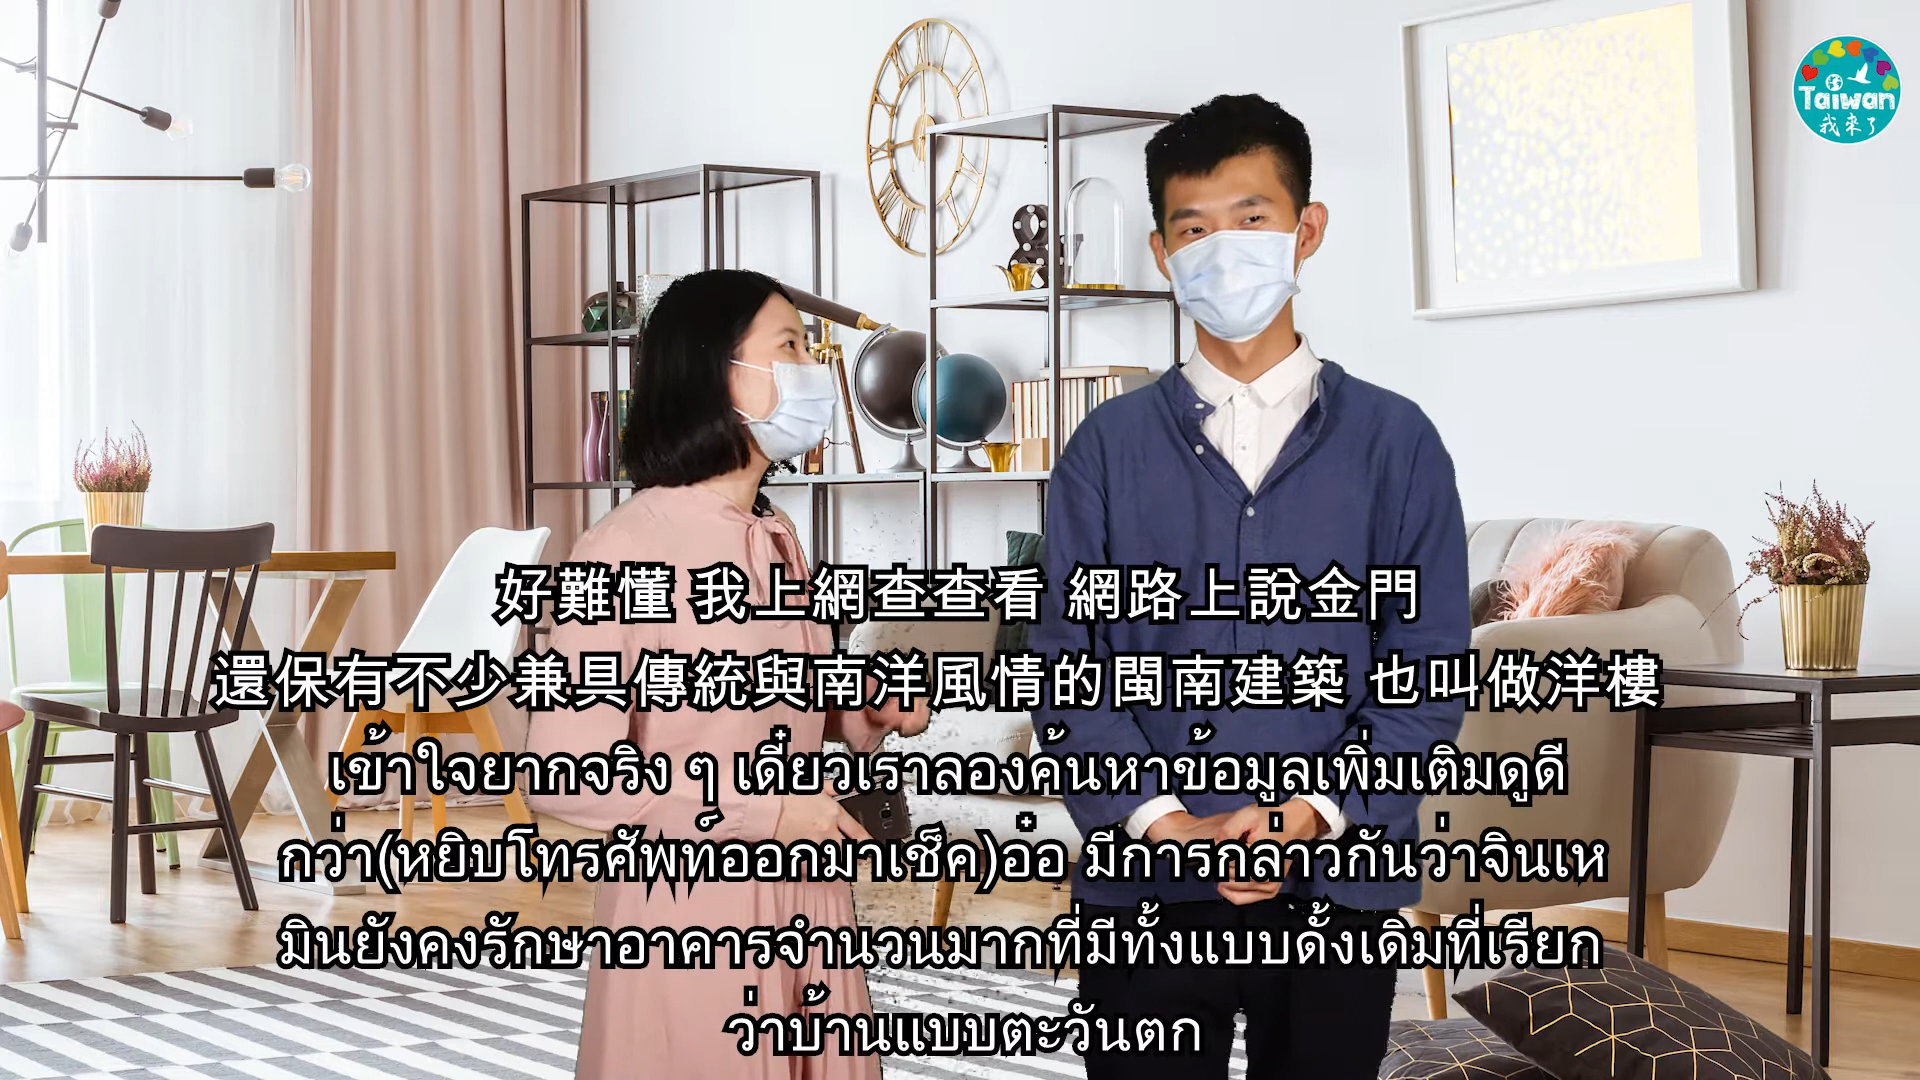 Taiwan
我來了
好難懂 我上網查查看 網路上說金門
還保有不少兼具傳統與南洋風情的閩南建築 也叫做洋樓
เข้าใจยากจริง ๆ เดี๋ยวเราลองค้นหาข้อมูลเพิ่มเติมดูดี
กว่า(หยิบโทรศัพท์ออกมาเช็ค)อ๋อ มีการกล่าวกันว่าจินเห
มินยังคงรักษาอาคารจำนวนมากที่มีทั้งแบบดั้งเดิมที่เรียก
ว่าบ้านแบบตะวันตก